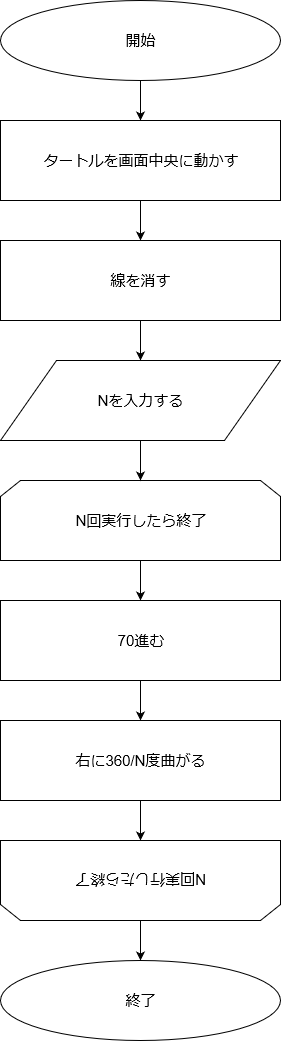 開始
タートルを画面中央に動かす
線を消す
Nを入力する
N回実行したら終了
70進む
右に360/N度曲がる
N回実行したら終了
終了